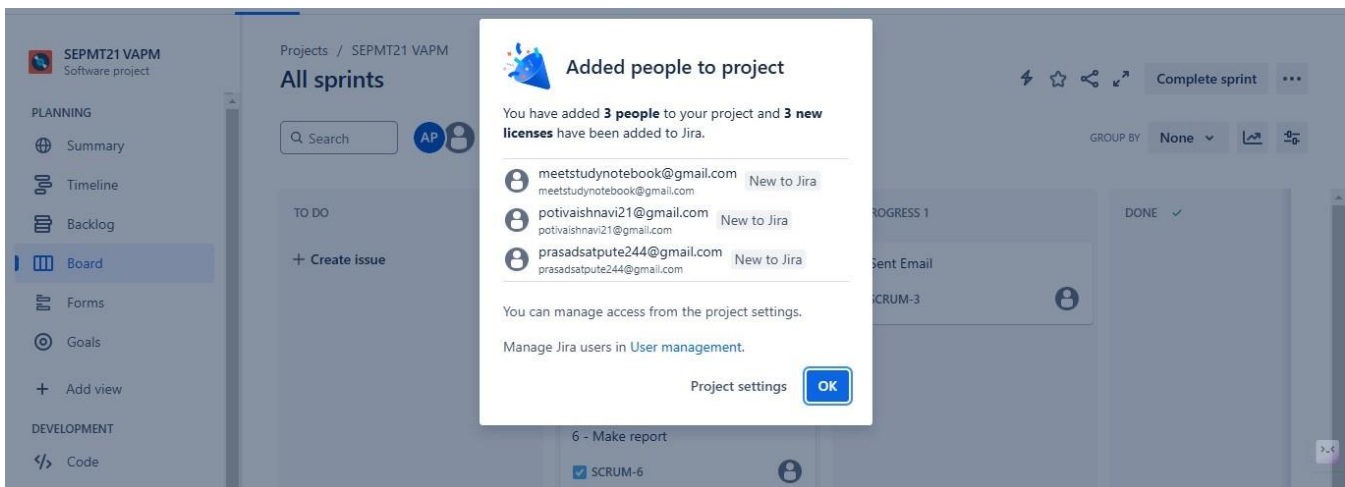 SEPMT21 VAPM
Software project
PLANNING
Summary
Timeline
Backlog
Board
Forms
Goals
+ Add view
DEVELOPMENT
</> Code
Projects / SEPMT21 VAPM
All sprints
Complete sprint
Search
AP
GROUP BY None
TO DO
+ Create issue
ROGRESS 1
Sent Email
SCRUM-3
DONE
6 - Make report
SCRUM-6
Added people to project
You have added 3 people to your project and 3 new
licenses have been added to Jira.
meetstudynotebook@gmail.com New to Jira
meetstudynotebook@gmail.com
potivaishnavi21@gmail.com New to Jira
potivaishnavi21@gmail.com
prasadsatpute244@gmail.com New to Jira
prasadsatpute244@gmail.com
You can manage access from the project settings.
Manage Jira users in User management.
Project settings OK